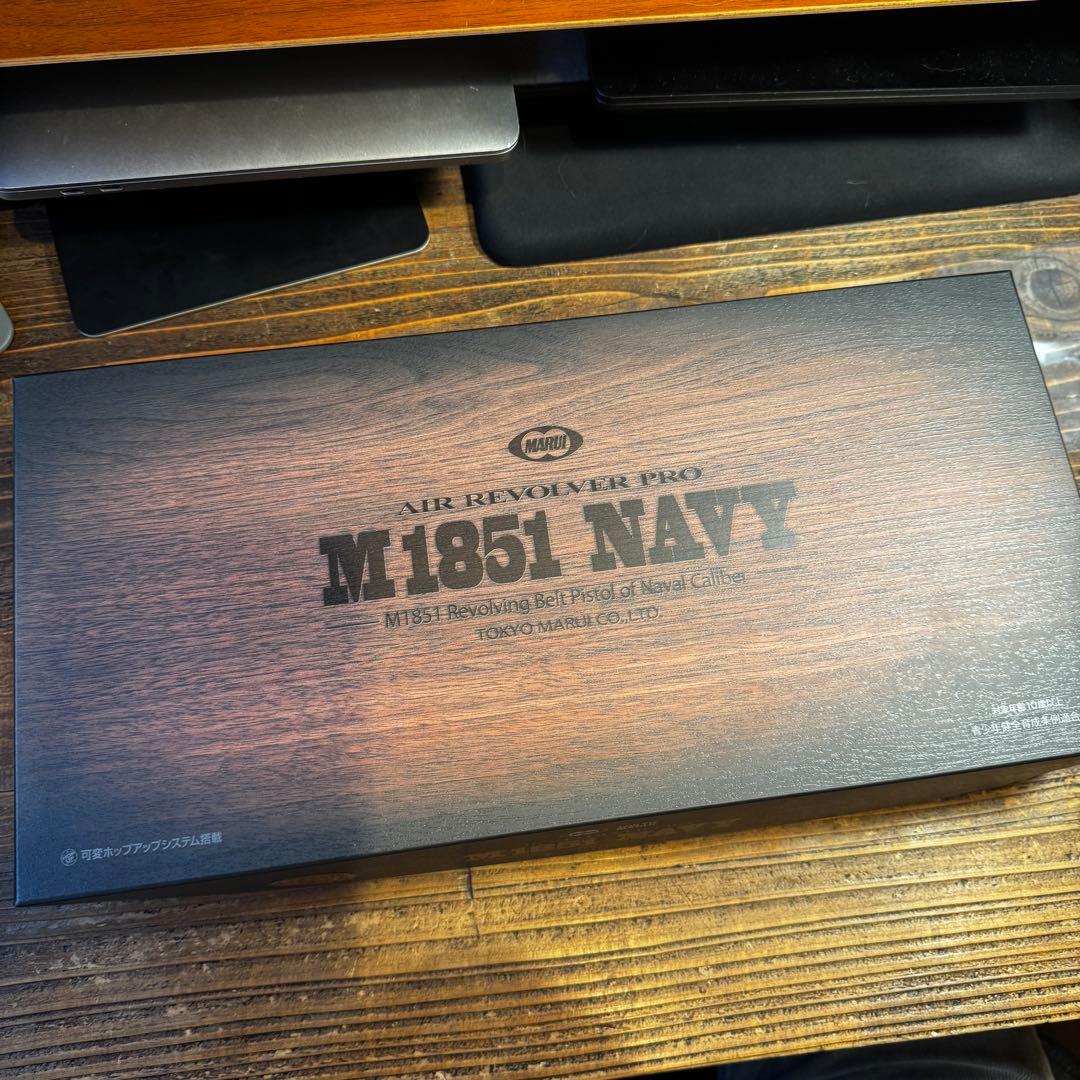 MARUI
AIR REVOLVER PRO
M1851 NAVY
M1851 Revolving Belt Pistol of Naval Caliber
TOKYO MARUI CO.,LTD.
対象年齢10歳以上
青少年健全育成条例適合
可変ホップアップシステム搭載
NAVY